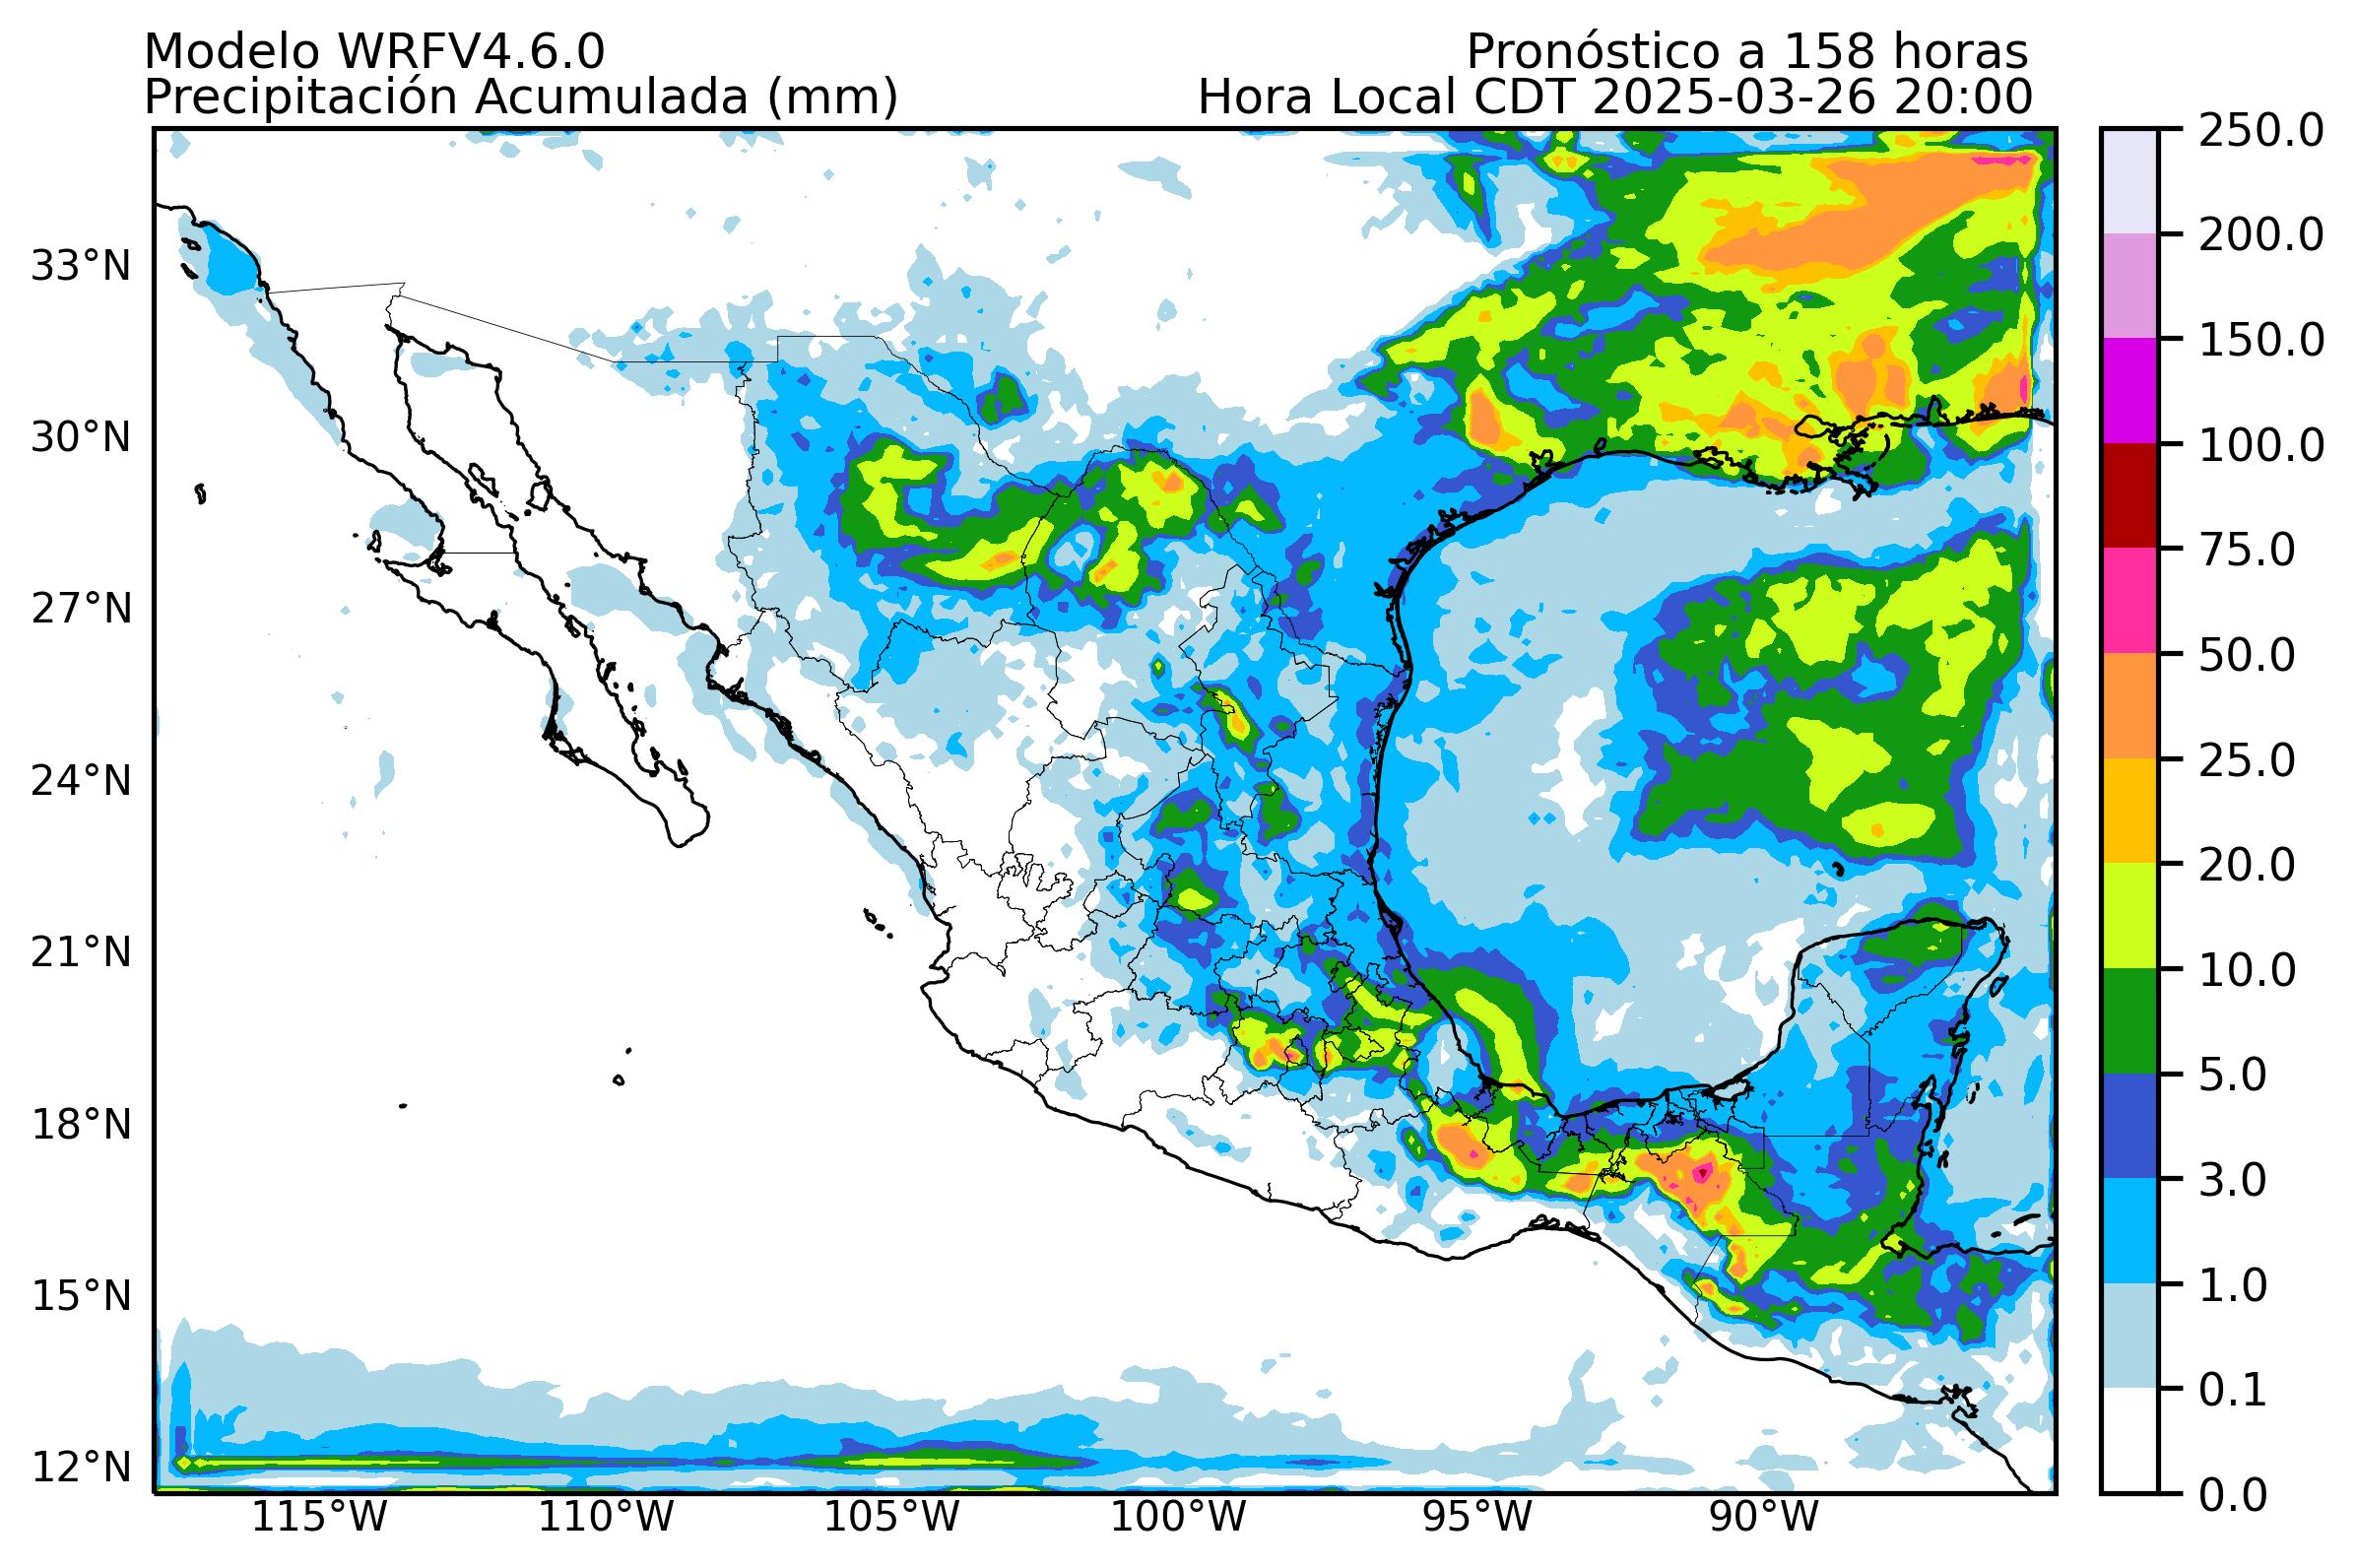 Modelo WRFV4.6.0
Pronóstico a 158 horas
Precipitación Acumulada (mm)
Hora Local CDT 2025-03-26 20:00
33°N
30°N
27°N
24°N
21°N
18°N
15°N
12°N
115°W
110°W
105°W
100°W
95°W
90°W
250.0
200.0
150.0
100.0
75.0
50.0
25.0
20.0
10.0
5.0
3.0
1.0
0.1
0.0